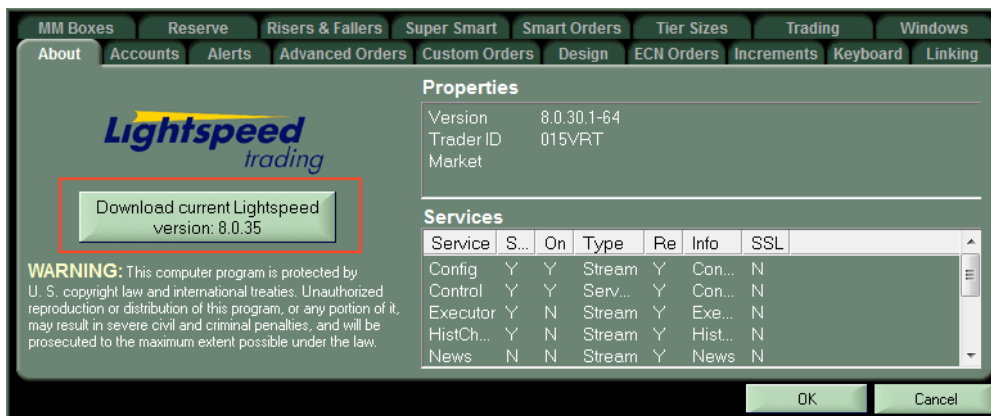 MM Boxes Reserve Risers & Fallers Super Smart Smart Orders Tier Sizes Trading Windows
About Accounts Alerts Advanced Orders Custom Orders Design ECN Orders Increments Keyboard Linking
Lightspeed
trading
Download current Lightspeed
version: 8.0.35
WARNING: This computer program is protected by
U. S. copyright law and international treaties. Unauthorized
reproduction or distribution of this program, or any portion of it,
may result in severe civil and criminal penalties, and will be
prosecuted to the maximum extent possible under the law.
Properties
Version 8.0.30.1-64
Trader ID 015VRT
Market
Services
Service S... On Type Re Info SSL
Config Y Y Stream Y Con... N
Control Y Y Serv... Y Con... N
Executor Y N Stream Y Exe... N
HistCh... Y N Stream Y Hist... N
News N N Stream Y News N
OK Cancel